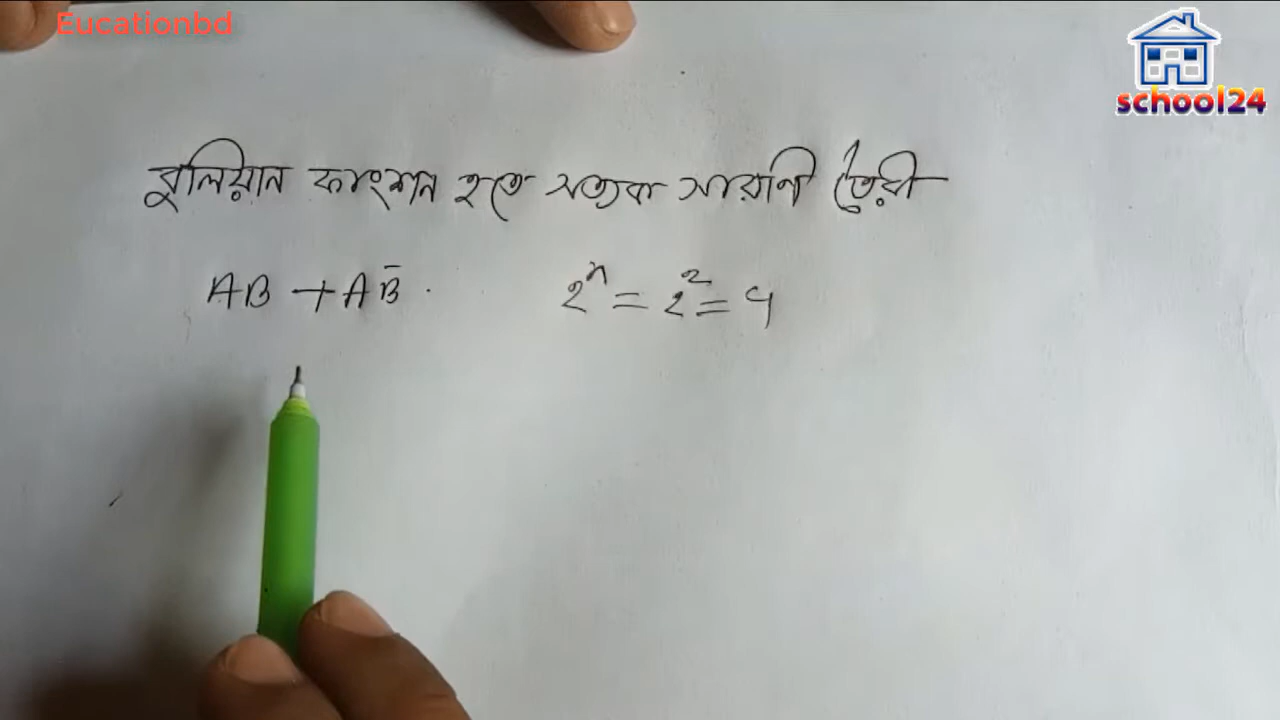 Eucationbd
school24
বুলিয়ান ফাংশন হতে সত্যক সারণি তৈরী
AB + AB̄ . 2ⁿ = 2² = 4